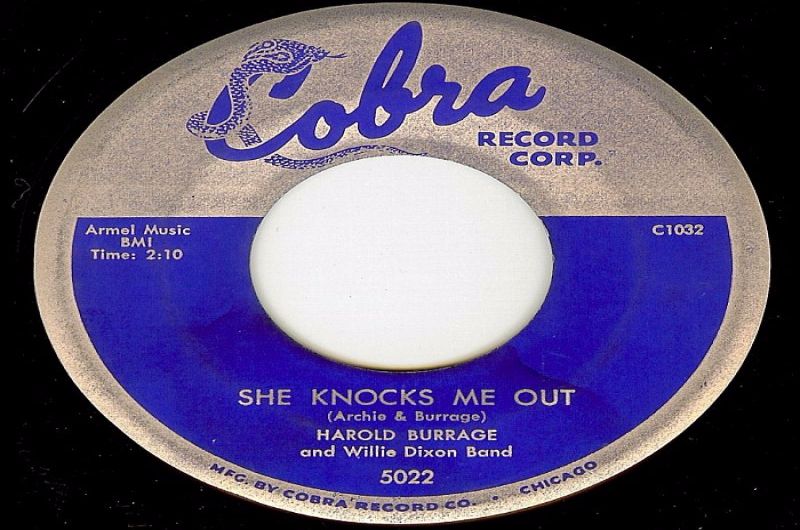 Cobra
RECORD
CORP.
Armel Music
BMI
Time: 2:10
C1032
SHE KNOCKS ME OUT
(Archie & Burrage)
HAROLD BURRAGE
and Willie Dixon Band
5022
MFG. BY COBRA RECORD CO. • CHICAGO